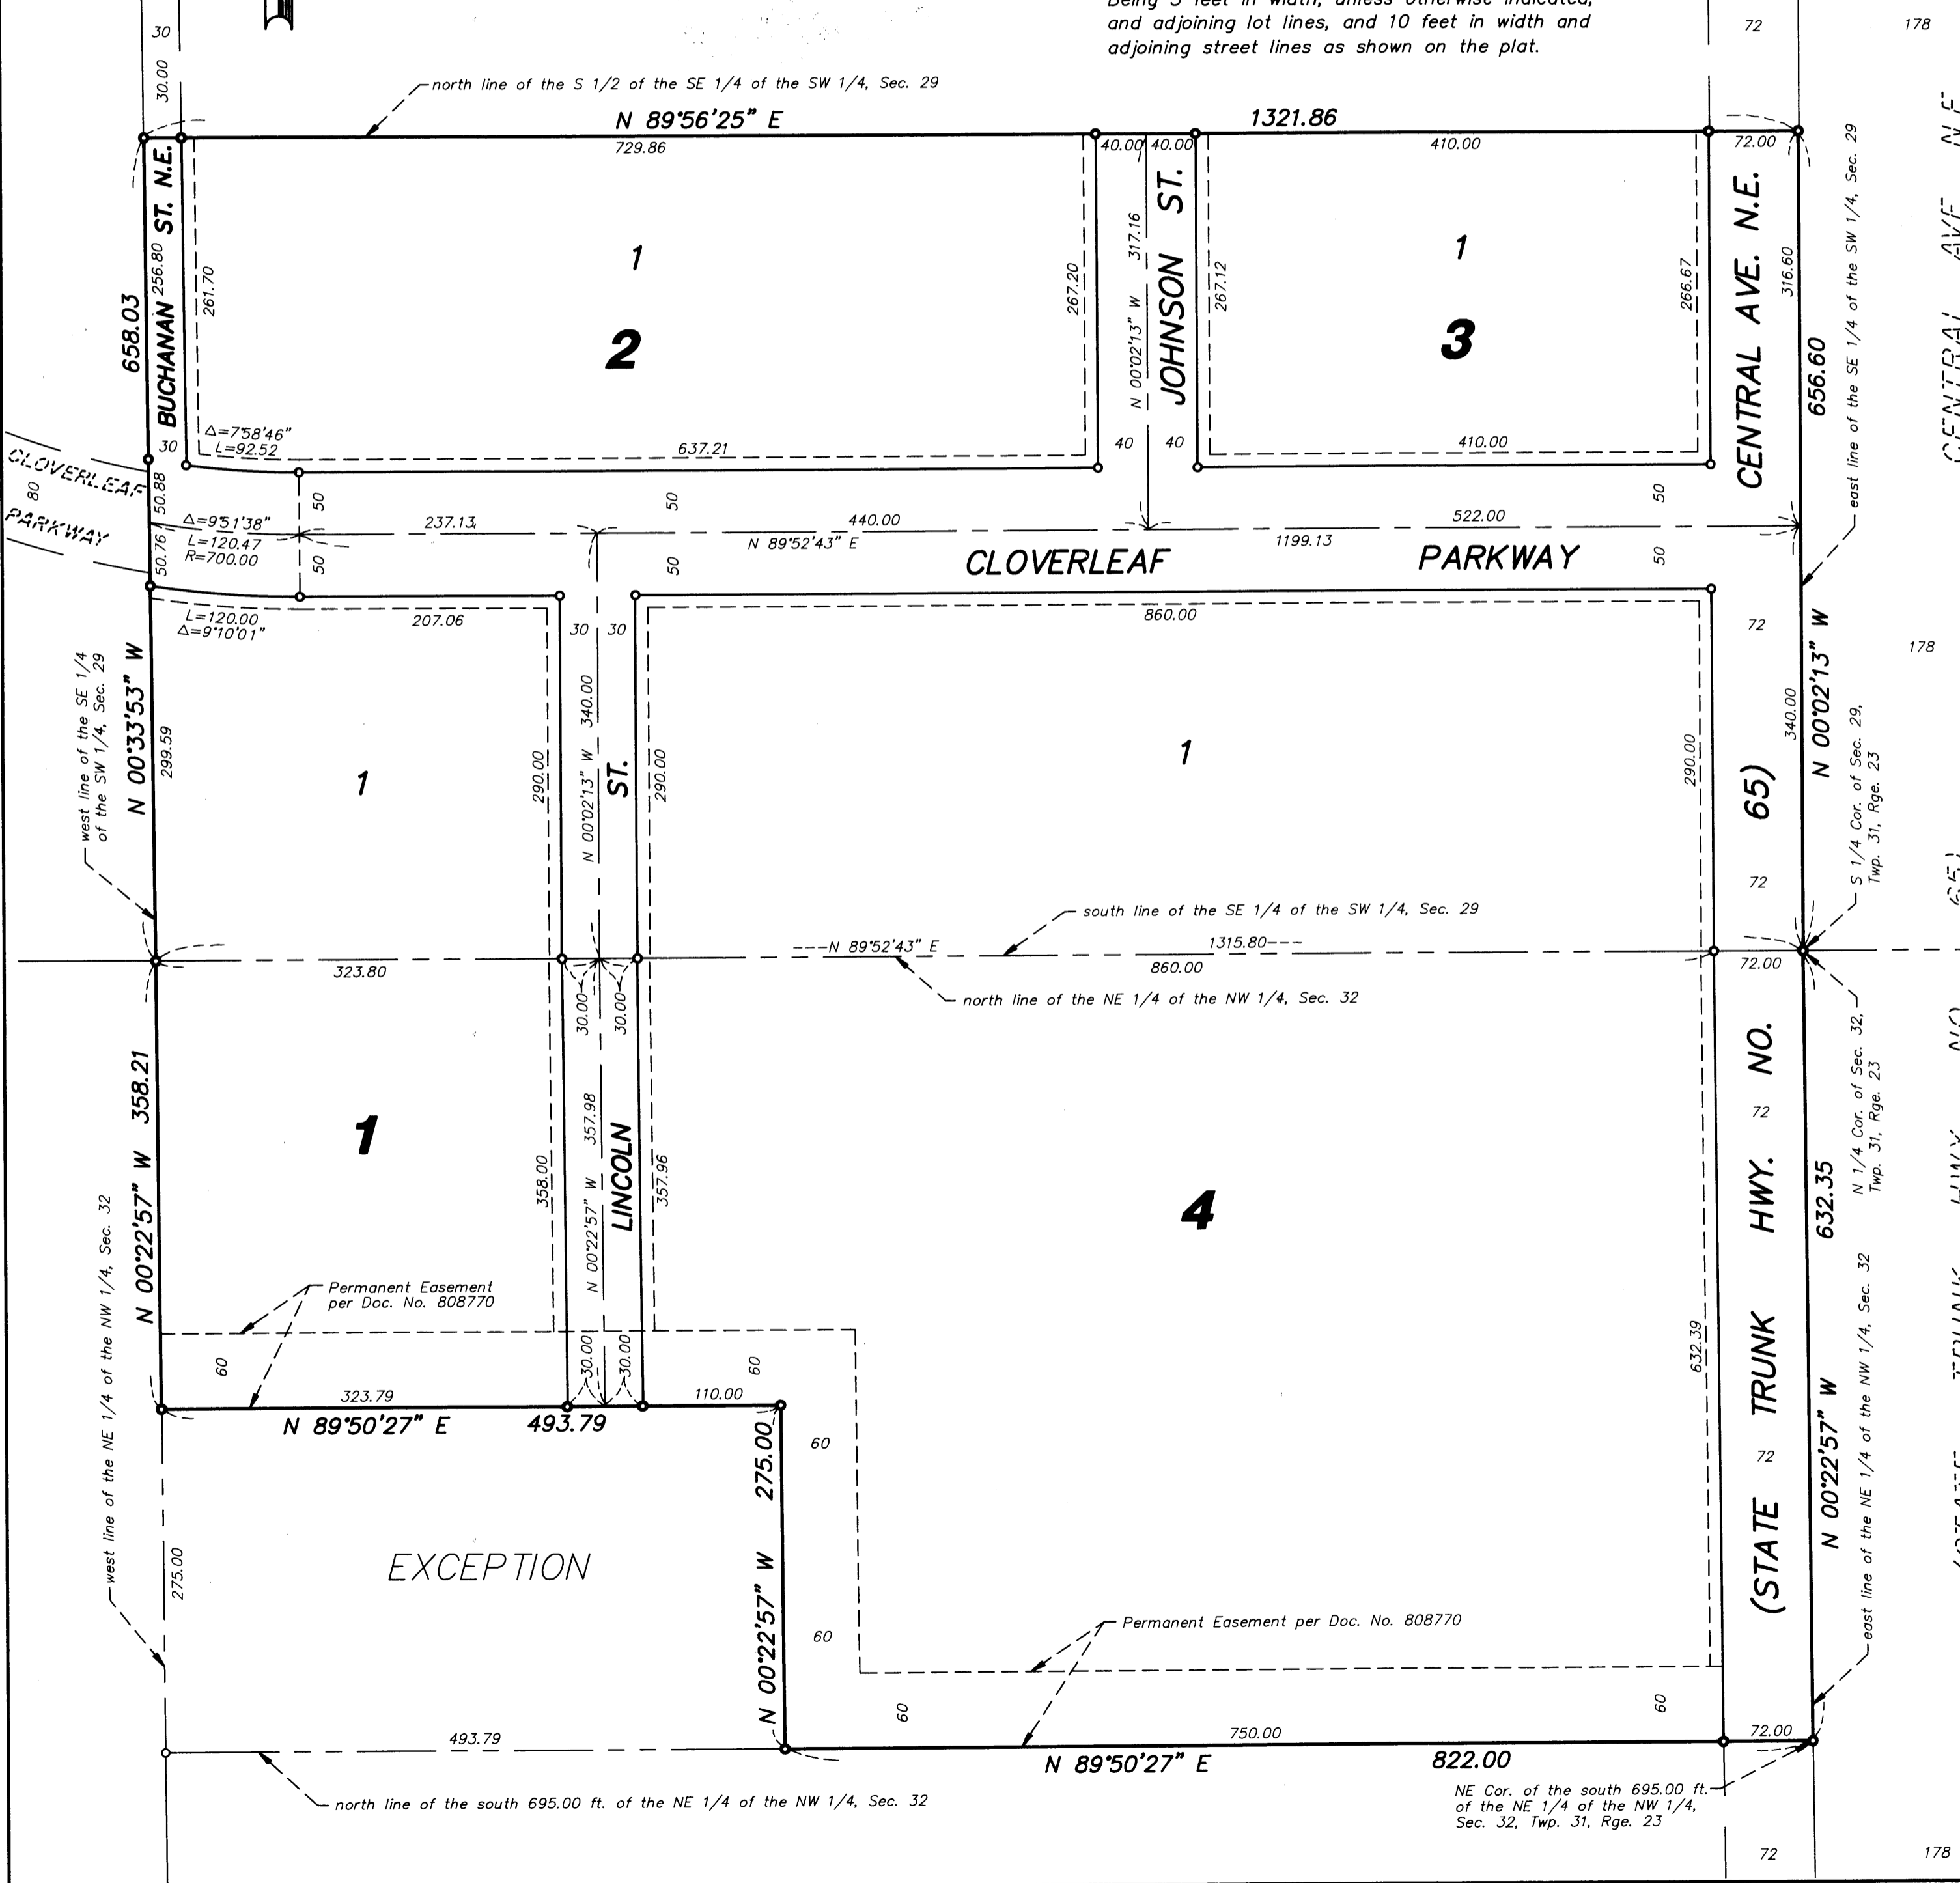 Being 5 feet in width, unless otherwise indicated,
and adjoining lot lines, and 10 feet in width and
adjoining street lines as shown on the plat.
30
30.00
72
178
north line of the S 1/2 of the SE 1/4 of the SW 1/4, Sec. 29
N 89°56'25" E
1321.86
729.86
40.00
40.00
410.00
72.00
BUCHANAN ST. N.E.
256.80
658.03
261.70
1
2
267.20
N 00°02'13" W 317.16
JOHNSON ST.
267.12
1
3
266.67
CENTRAL AVE. N.E.
316.60
656.60
east line of the SE 1/4 of the SW 1/4, Sec. 29
CENTRAL AVE N.E.
30
Δ=7°58'46"
L=92.52
637.21
40
40
410.00
CLOVERLEAF
80
PARKWAY
50.88
50.76
Δ=9°51'38"
L=120.47
R=700.00
50
50
237.13
50
50
440.00
N 89°52'43" E
522.00
1199.13
50
50
CLOVERLEAF PARKWAY
L=120.00
Δ=9°10'01"
207.06
30
30
860.00
72
N 00°02'13" W
178
west line of the SE 1/4
of the SW 1/4, Sec. 29
N 00°33'53" W
299.59
1
290.00
N 00°02'13" W 340.00
ST.
290.00
1
290.00
65)
340.00
S 1/4 Cor. of Sec. 29,
Twp. 31, Rge. 23
72
south line of the SE 1/4 of the SW 1/4, Sec. 29
---N 89°52'43" E
1315.80---
323.80
860.00
72.00
north line of the NE 1/4 of the NW 1/4, Sec. 32
30.00
30.00
N 1/4 Cor. of Sec. 32,
Twp. 31, Rge. 23
N 00°22'57" W 358.21
1
358.00
N 00°22'57" W 357.98
LINCOLN
357.96
4
HWY. NO.
72
632.35
west line of the NE 1/4 of the NW 1/4, Sec. 32
Permanent Easement
per Doc. No. 808770
60
30.00
30.00
60
632.39
(STATE TRUNK
72
N 00°22'57" W
east line of the NE 1/4 of the NW 1/4, Sec. 32
323.79
110.00
N 89°50'27" E
493.79
60
275.00
EXCEPTION
275.00
N 00°22'57" W
60
Permanent Easement per Doc. No. 808770
60
60
493.79
750.00
72.00
N 89°50'27" E
822.00
north line of the south 695.00 ft. of the NE 1/4 of the NW 1/4, Sec. 32
NE Cor. of the south 695.00 ft.
of the NE 1/4 of the NW 1/4,
Sec. 32, Twp. 31, Rge. 23
72
178